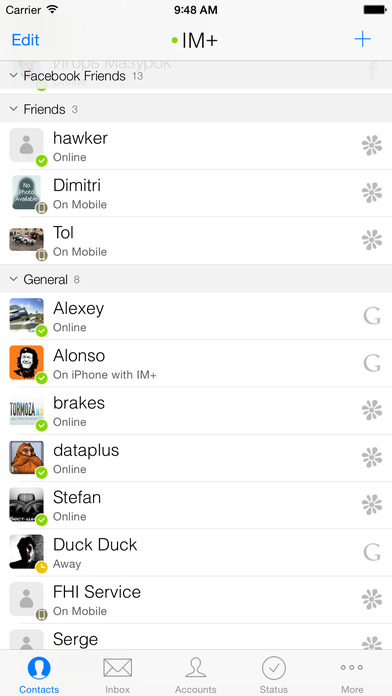 Carrier 9:48 AM
Edit IM+ +
Игорь Мазурок
Facebook Friends 13
Friends 3
hawker
Online
No Photo Available
Dimitri
On Mobile
Tol
On Mobile
General 8
Alexey
Online
G
Alonso
On iPhone with IM+
G
TORMOZA
brakes
Online
dataplus
Online
Stefan
Online
Duck Duck
Away
G
FHI Service
On Mobile
Serge
Contacts Inbox Accounts Status More